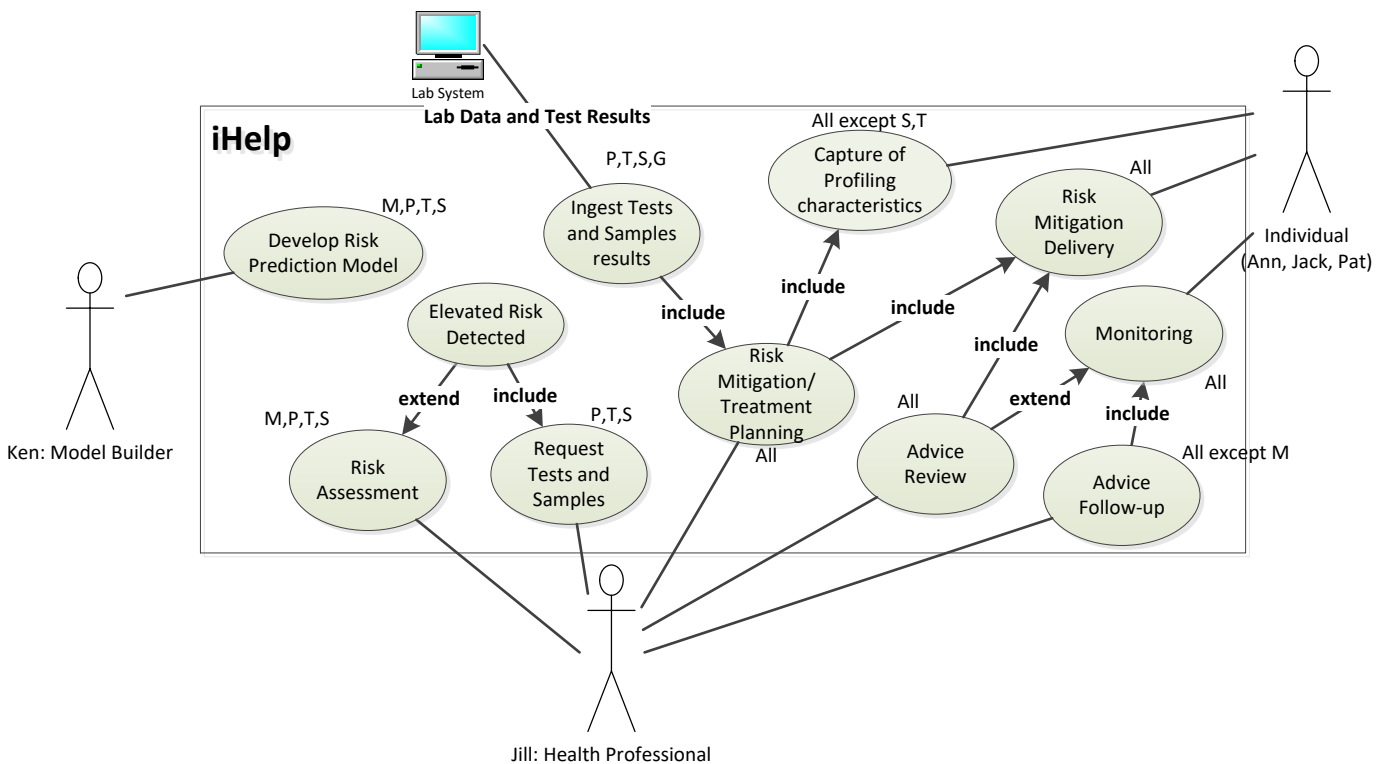 Lab System
Lab Data and Test Results
iHelp
All except S,T
Capture of
Profiling
characteristics
P,T,S,G
Ingest Tests
and Samples
results
All
Risk
Mitigation
Delivery
Individual
(Ann, Jack, Pat)
M,P,T,S
Develop Risk
Prediction Model
Elevated Risk
Detected
include
include
include
include
Monitoring
All
Risk
Mitigation/
Treatment
Planning
All
extend
include
extend
include
M,P,T,S
Risk
Assessment
P,T,S
Request
Tests and
Samples
All
Advice
Review
All except M
Advice
Follow-up
Ken: Model Builder
Jill: Health Professional